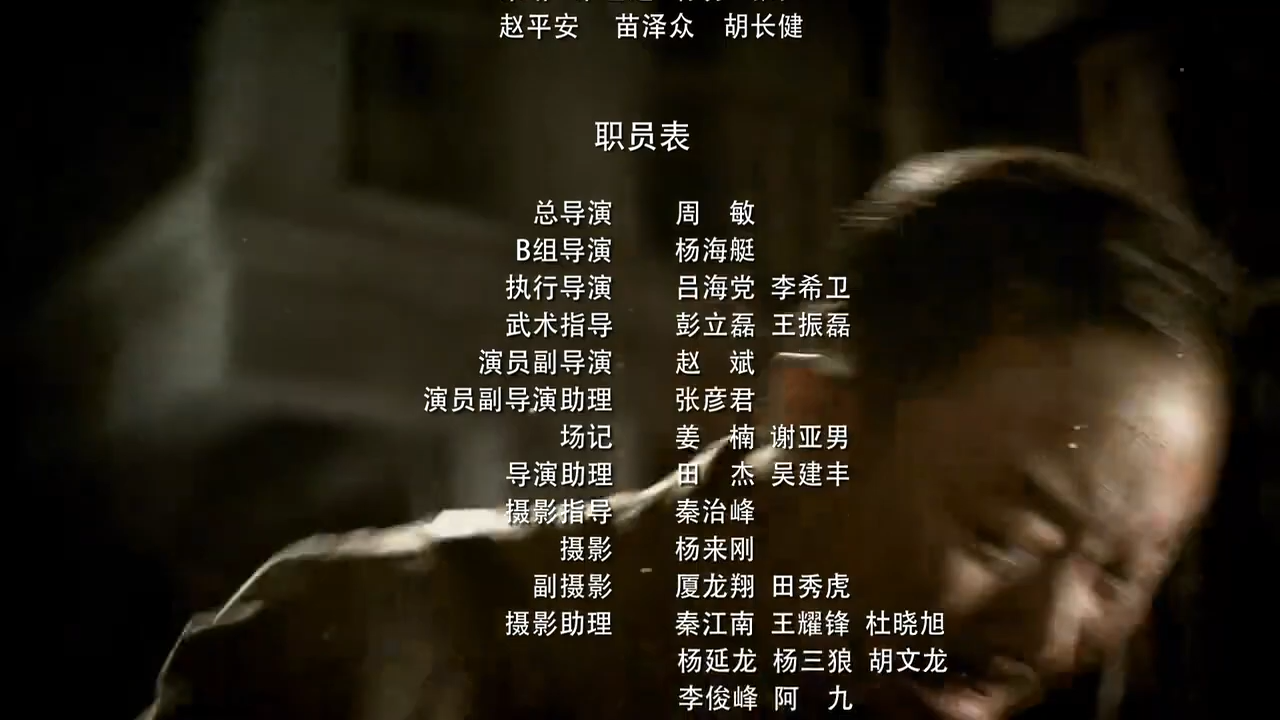 赵平安 苗泽众 胡长健
职员表
总导演 周 敏
B组导演 杨海艇
执行导演 吕海党 李希卫
武术指导 彭立磊 王振磊
演员副导演 赵 斌
演员副导演助理 张彦君
场记 姜 楠 谢亚男
导演助理 田 杰 吴建丰
摄影指导 秦治峰
摄影 杨来刚
副摄影 厦龙翔 田秀虎
摄影助理 秦江南 王耀锋 杜晓旭
杨延龙 杨三狼 胡文龙
李俊峰 阿 九